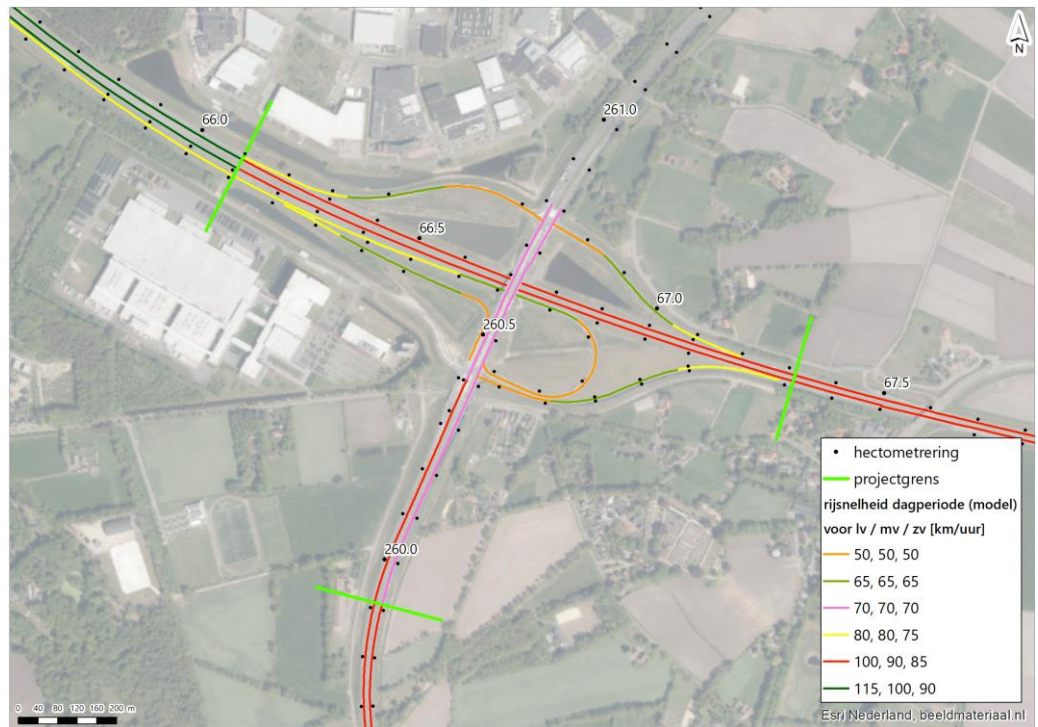 N
261.0
66.0
66.5
67.0
260.5
67.5
260.0
hectometrering
projectgrens
rijsnelheid dagperiode (model)
voor lv / mv / zv [km/uur]
50, 50, 50
65, 65, 65
70, 70, 70
80, 80, 75
100, 90, 85
115, 100, 90
0 40 80 120 160 200 m
Esri Nederland, beeldmateriaal.nl